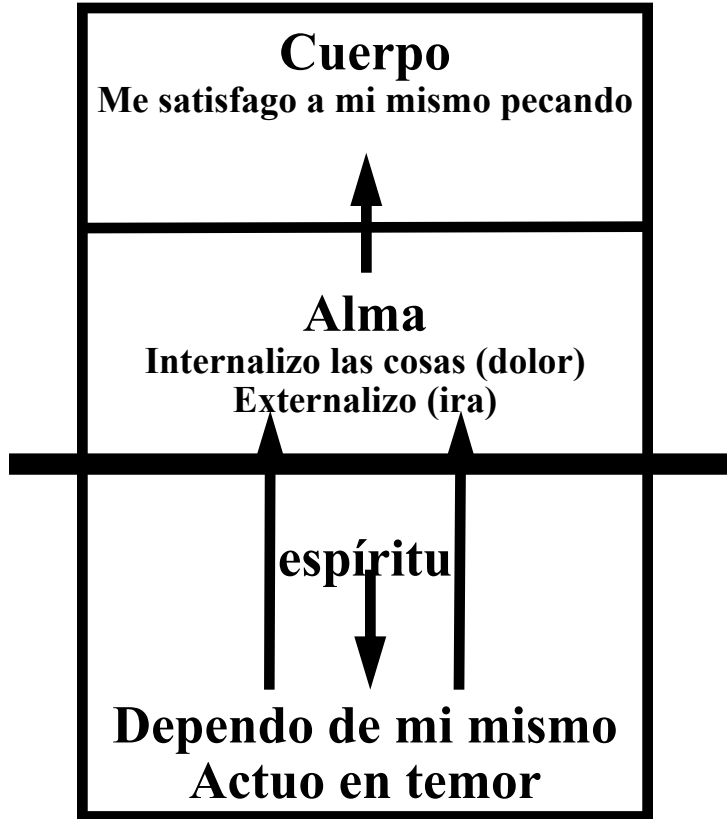 Cuerpo
Me satisfago a mi mismo pecando
Alma
Internalizo las cosas (dolor)
Externalizo (ira)
espíritu
Dependo de mi mismo
Actuo en temor